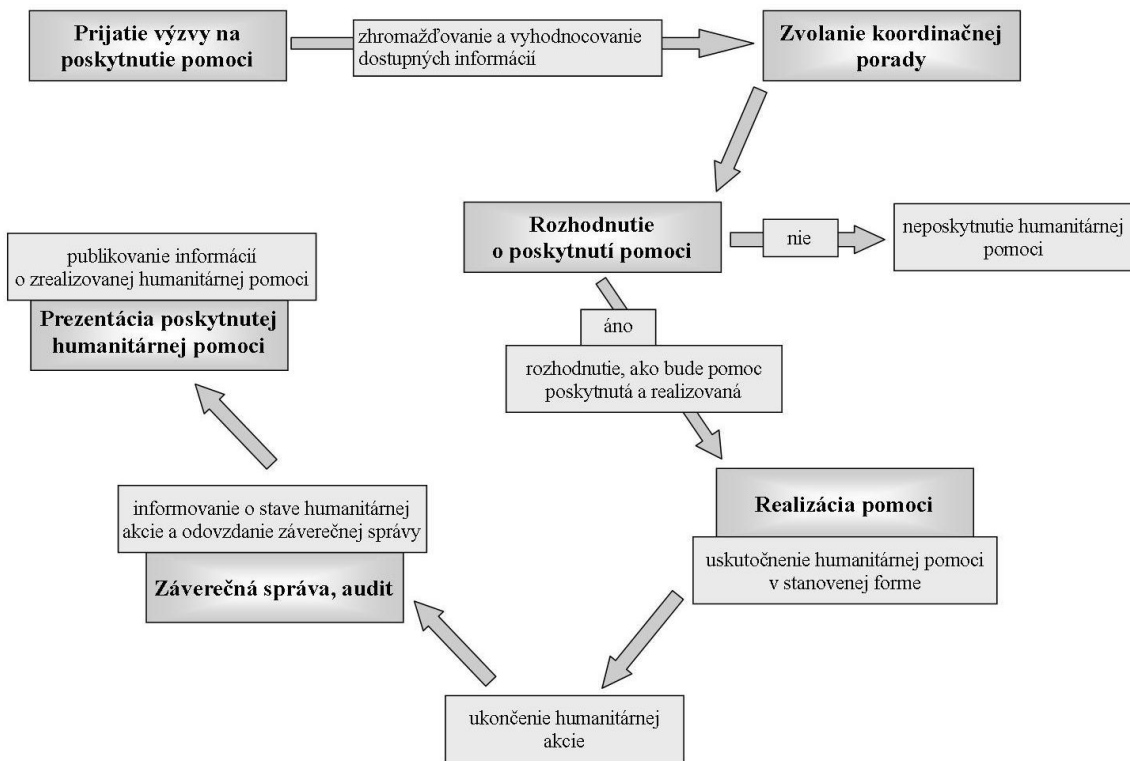 Prijatie výzvy na
poskytnutie pomoci
zhromažďovanie a vyhodnocovanie
dostupných informácií
Zvolanie koordinačnej
porady
Rozhodnutie
o poskytnutí pomoci
nie
neposkytnutie humanitárnej
pomoci
áno
rozhodnutie, ako bude pomoc
poskytnutá a realizovaná
Realizácia pomoci
uskutočnenie humanitárnej pomoci
v stanovenej forme
ukončenie humanitárnej
akcie
informovanie o stave humanitárnej
akcie a odovzdanie záverečnej správy
Záverečná správa, audit
publikovanie informácií
o zrealizovanej humanitárnej pomoci
Prezentácia poskytnutej
humanitárnej pomoci